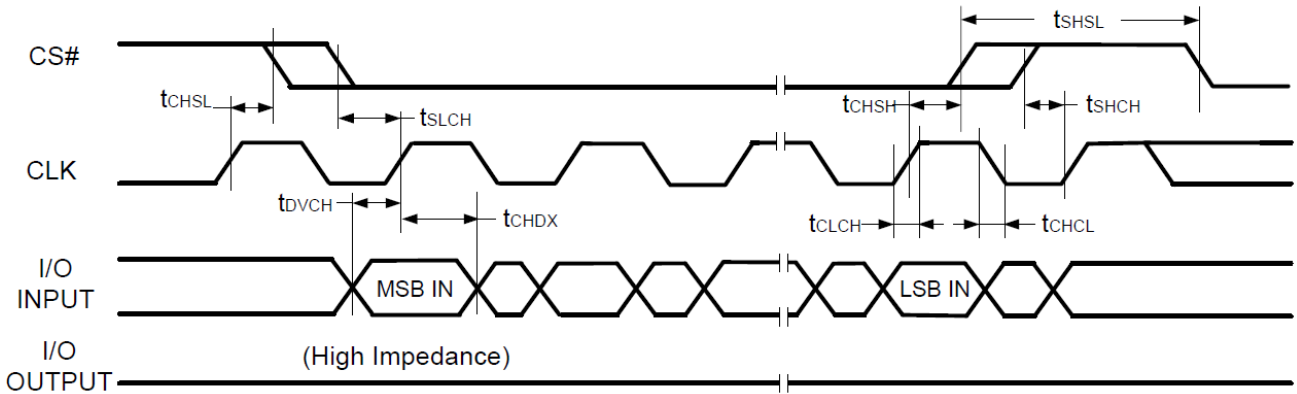 tSHSL
CS#
tCHSL
tSLCH
tCHSH
tSHCH
CLK
tDVCH
tCHDX
tCLCH
tCHCL
I/O
INPUT
MSB IN
LSB IN
I/O
OUTPUT
(High Impedance)